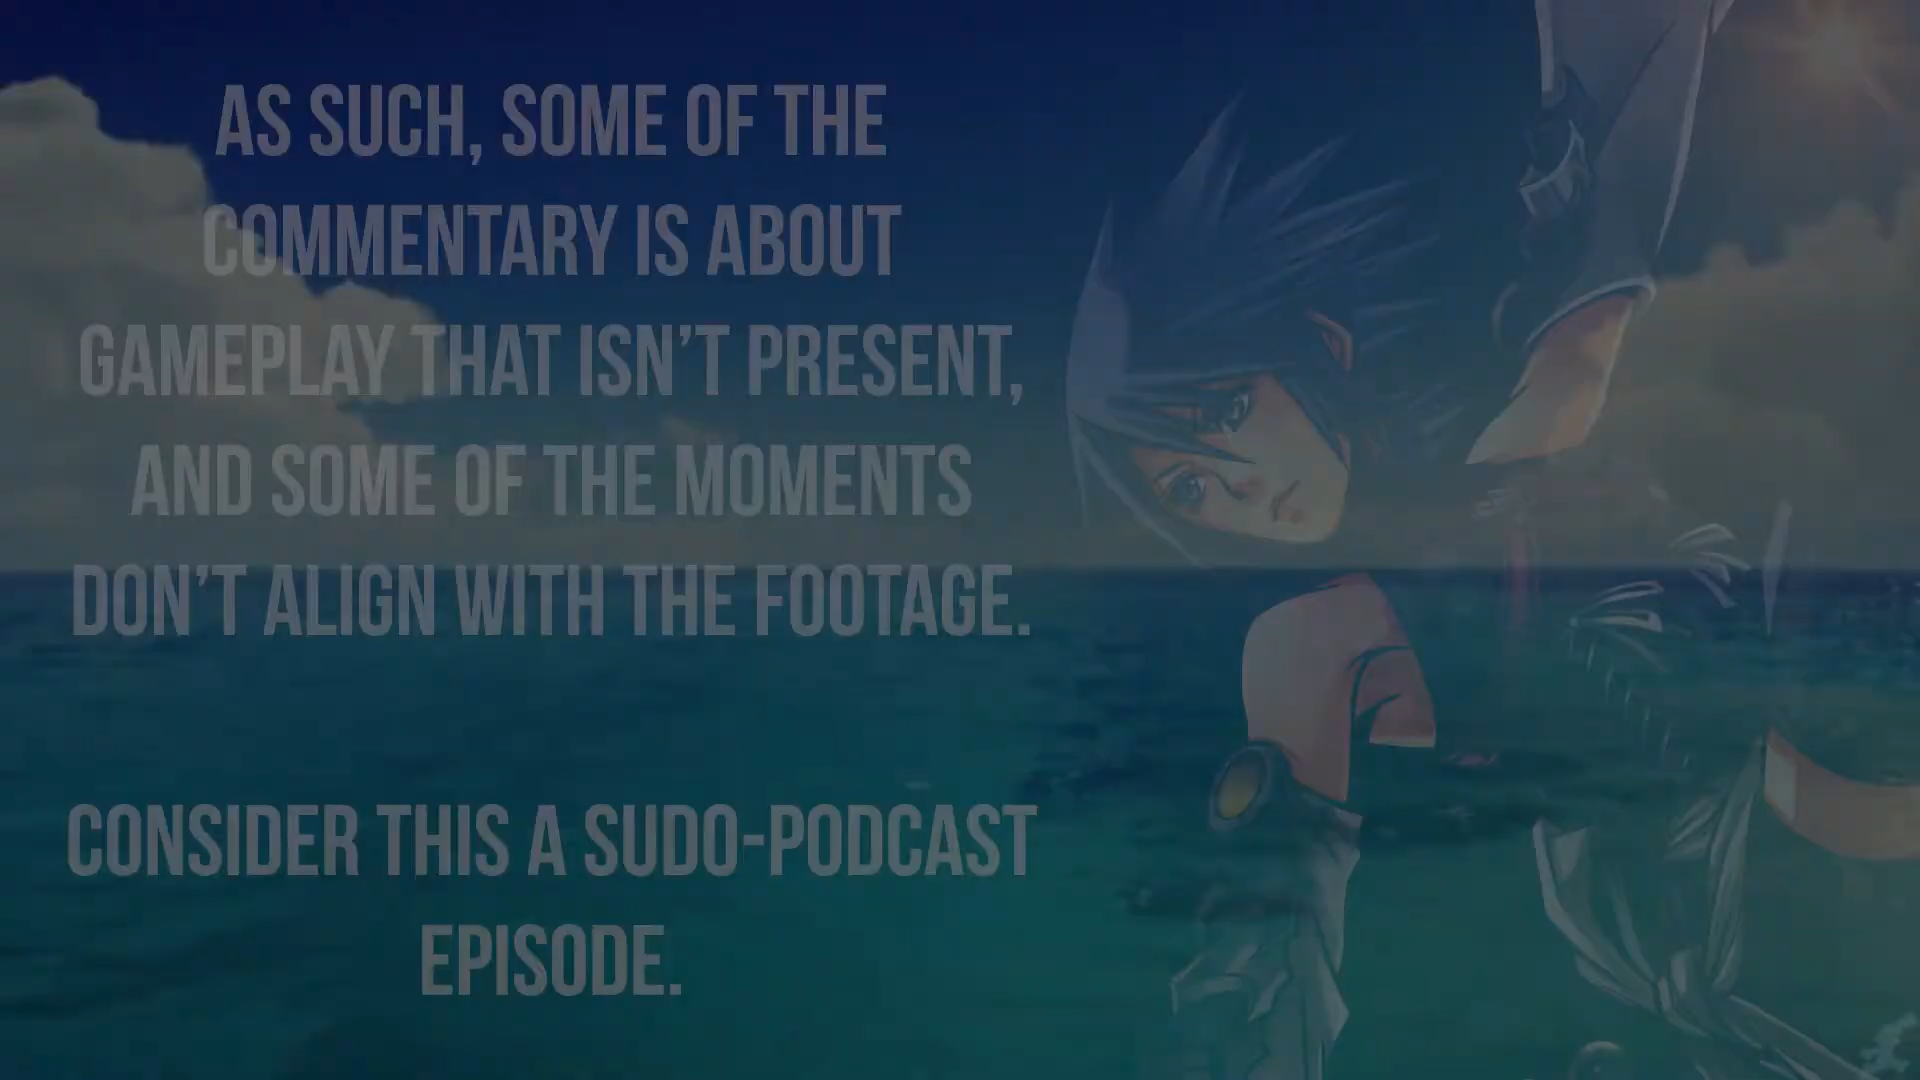 AS SUCH, SOME OF THE
COMMENTARY IS ABOUT
GAMEPLAY THAT ISN'T PRESENT,
AND SOME OF THE MOMENTS
DON'T ALIGN WITH THE FOOTAGE.
CONSIDER THIS A SUDO-PODCAST
EPISODE.